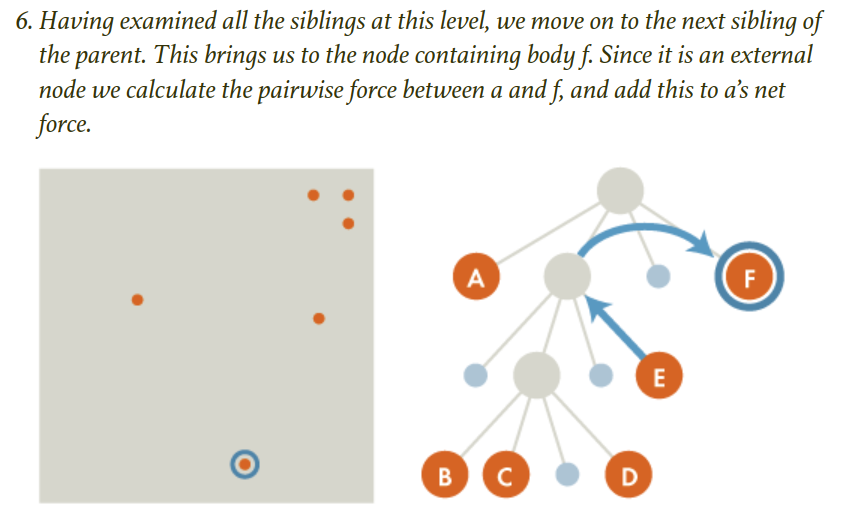 6. Having examined all the siblings at this level, we move on to the next sibling of
the parent. This brings us to the node containing body f. Since it is an external
node we calculate the pairwise force between a and f, and add this to a’s net
force.
A
F
E
B
C
D